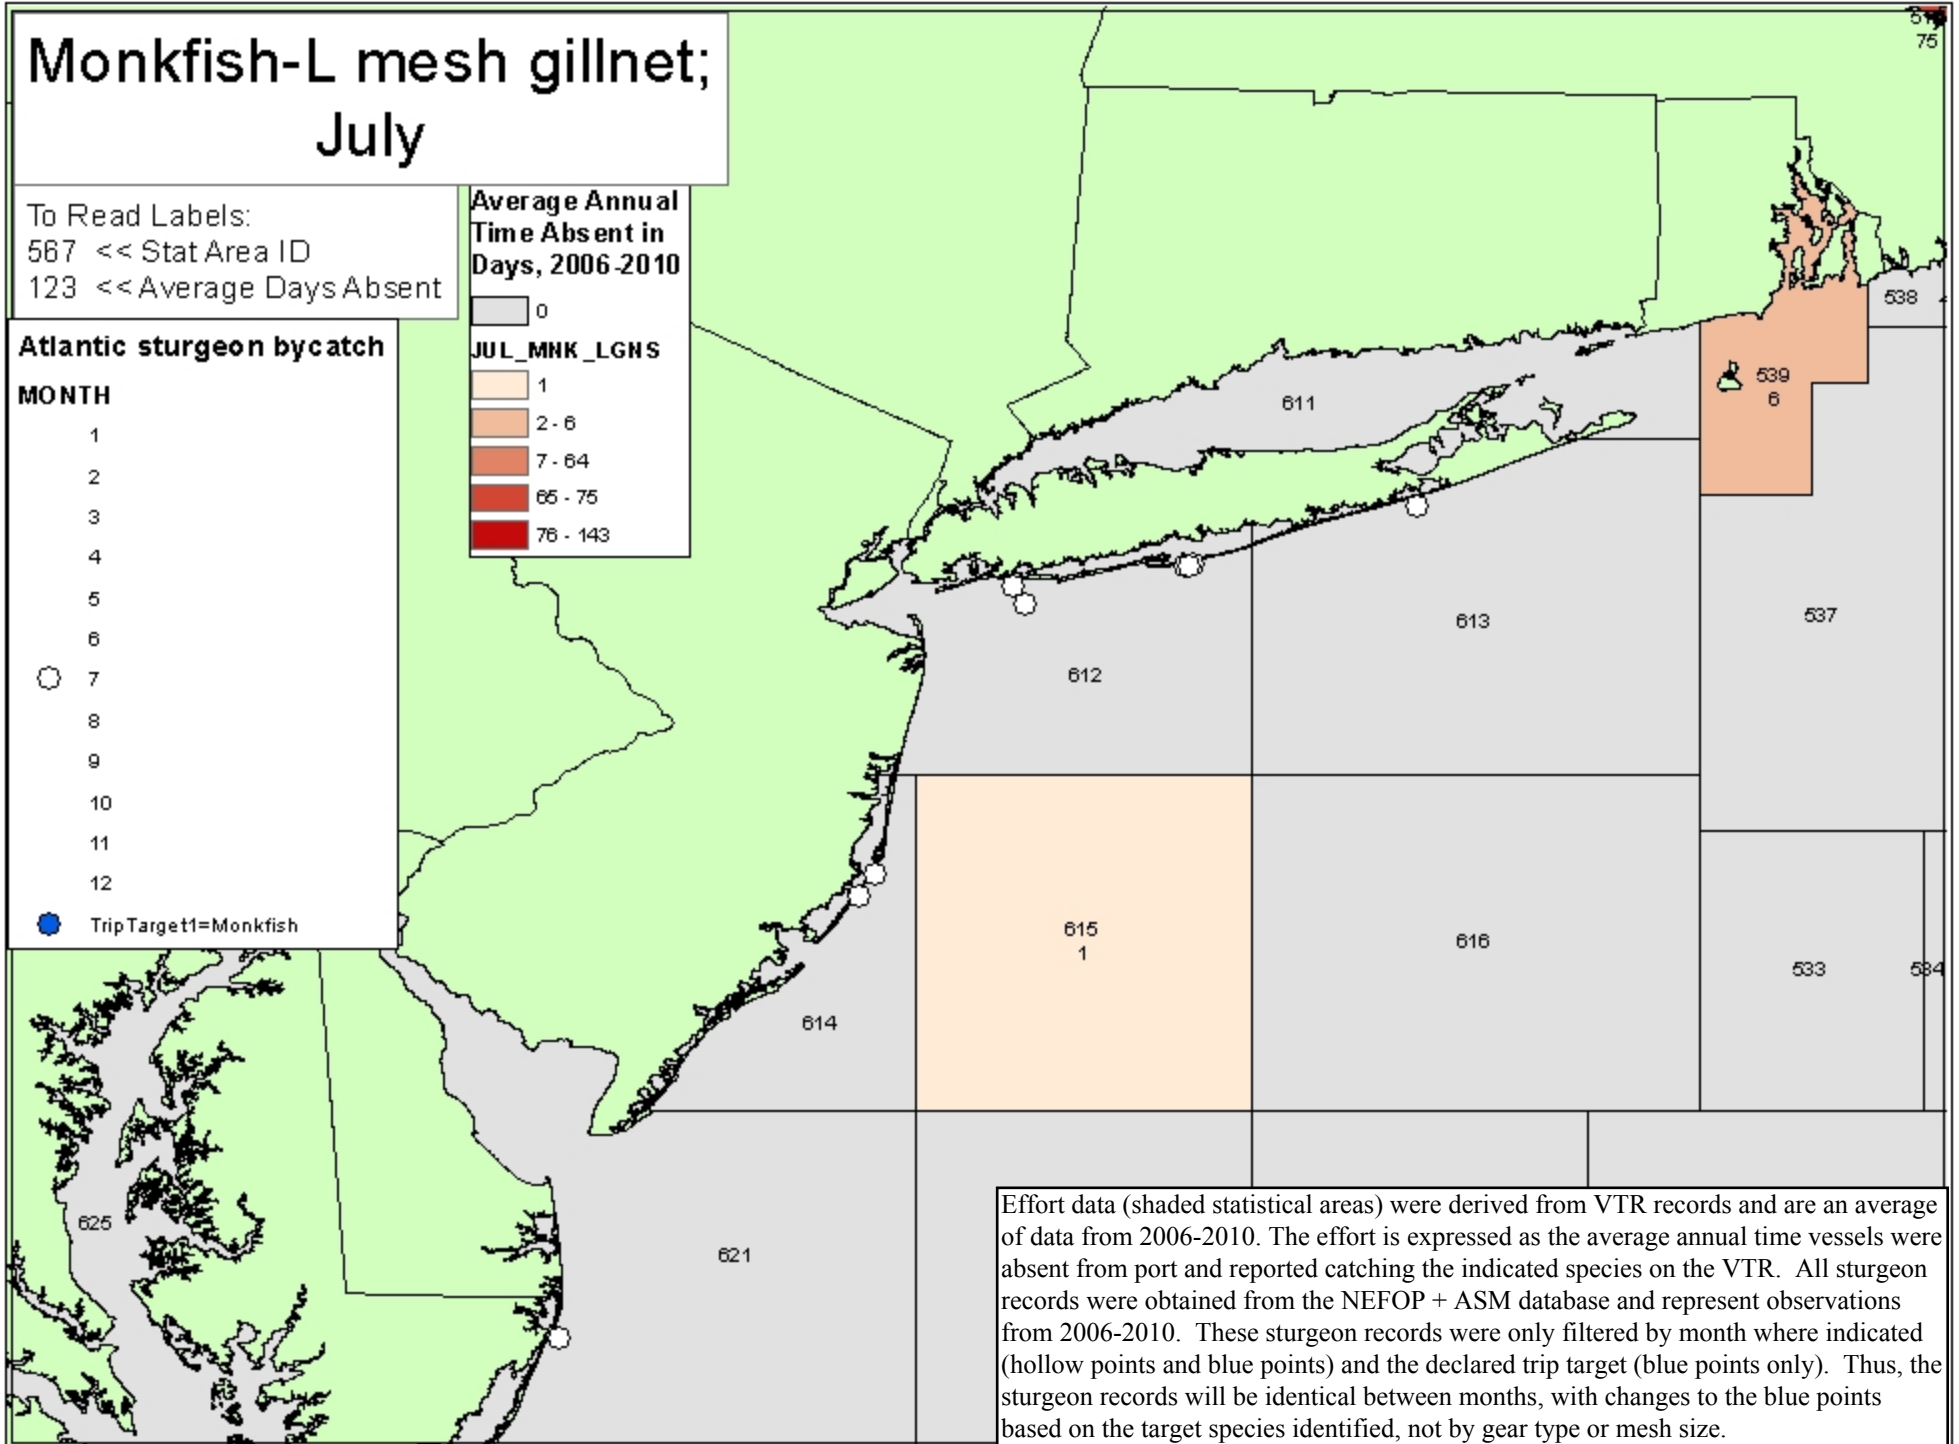 Monkfish-L mesh gillnet;
July
To Read Labels:
567 << Stat Area ID
123 << Average Days Absent
Average Annual
Time Absent in
Days, 2006-2010
0
JUL_MNK_LGNS
1
2 - 6
7 - 64
65 - 75
76 - 143
Atlantic sturgeon bycatch
MONTH
1
2
3
4
5
6
7
8
9
10
11
12
TripTarget1=Monkfish
75
538
539
6
611
613
537
612
615
1
616
533
534
614
625
621
Effort data (shaded statistical areas) were derived from VTR records and are an average
of data from 2006-2010. The effort is expressed as the average annual time vessels were
absent from port and reported catching the indicated species on the VTR.  All sturgeon
records were obtained from the NEFOP + ASM database and represent observations
from 2006-2010.  These sturgeon records were only filtered by month where indicated
(hollow points and blue points) and the declared trip target (blue points only).  Thus, the
sturgeon records will be identical between months, with changes to the blue points
based on the target species identified, not by gear type or mesh size.